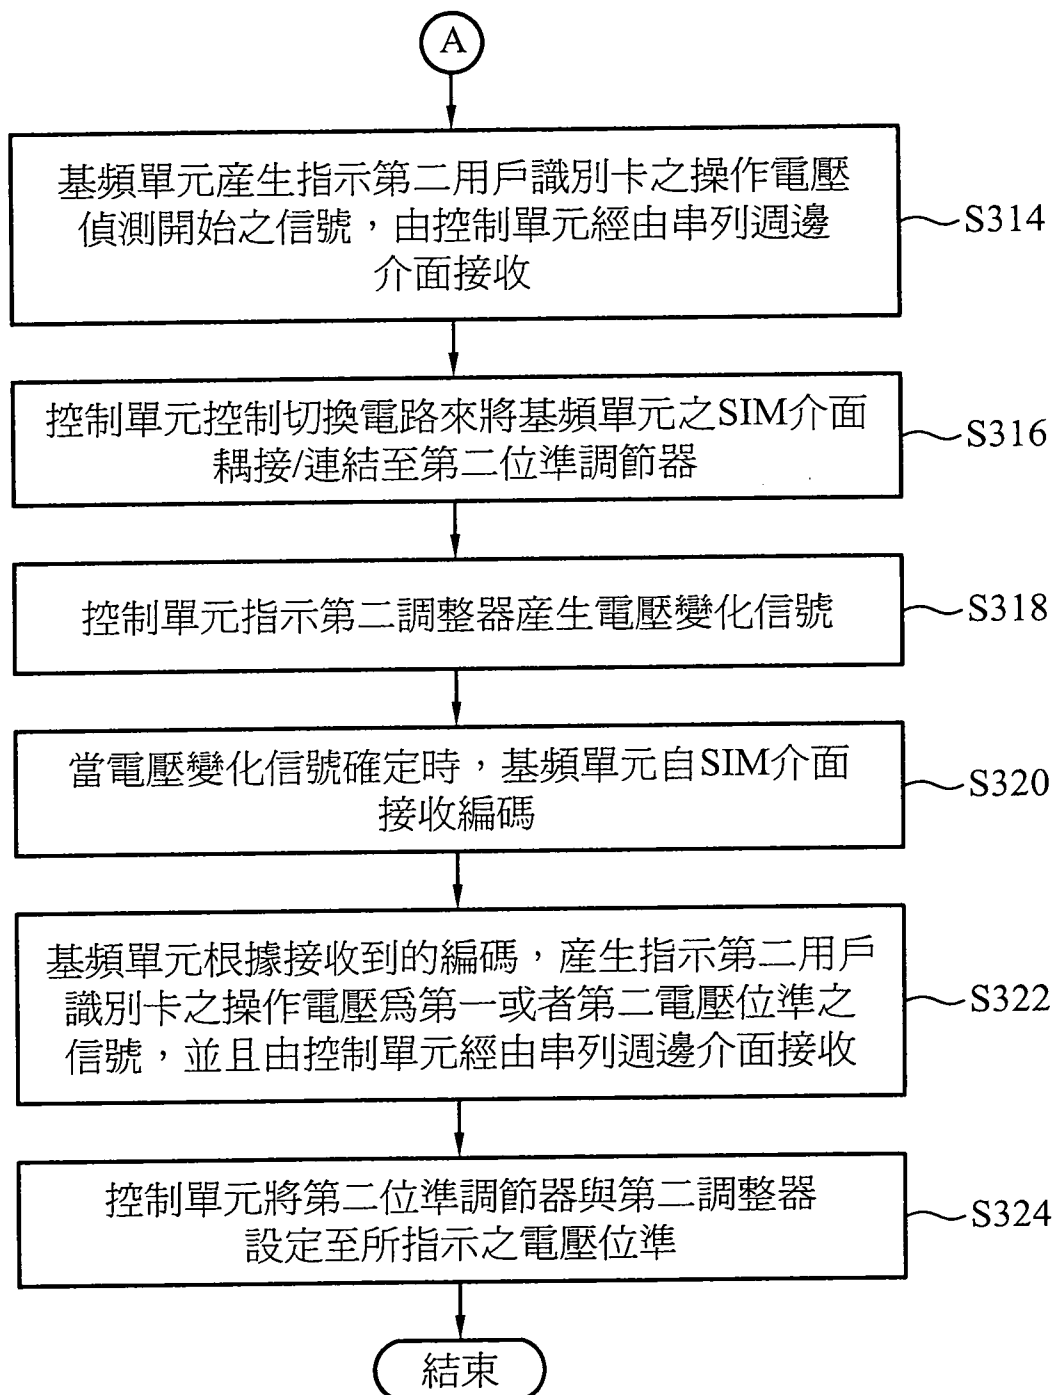 A
基頻單元産生指示第二用戶識別卡之操作電壓
偵測開始之信號，由控制單元經由串列週邊
介面接收
S314
控制單元控制切換電路來將基頻單元之SIM介面
耦接/連結至第二位準調節器
S316
控制單元指示第二調整器産生電壓變化信號
S318
當電壓變化信號確定時，基頻單元自SIM介面
接收編碼
S320
基頻單元根據接收到的編碼，産生指示第二用戶
識別卡之操作電壓爲第一或者第二電壓位準之
信號，並且由控制單元經由串列週邊介面接收
S322
控制單元將第二位準調節器與第二調整器
設定至所指示之電壓位準
S324
結束